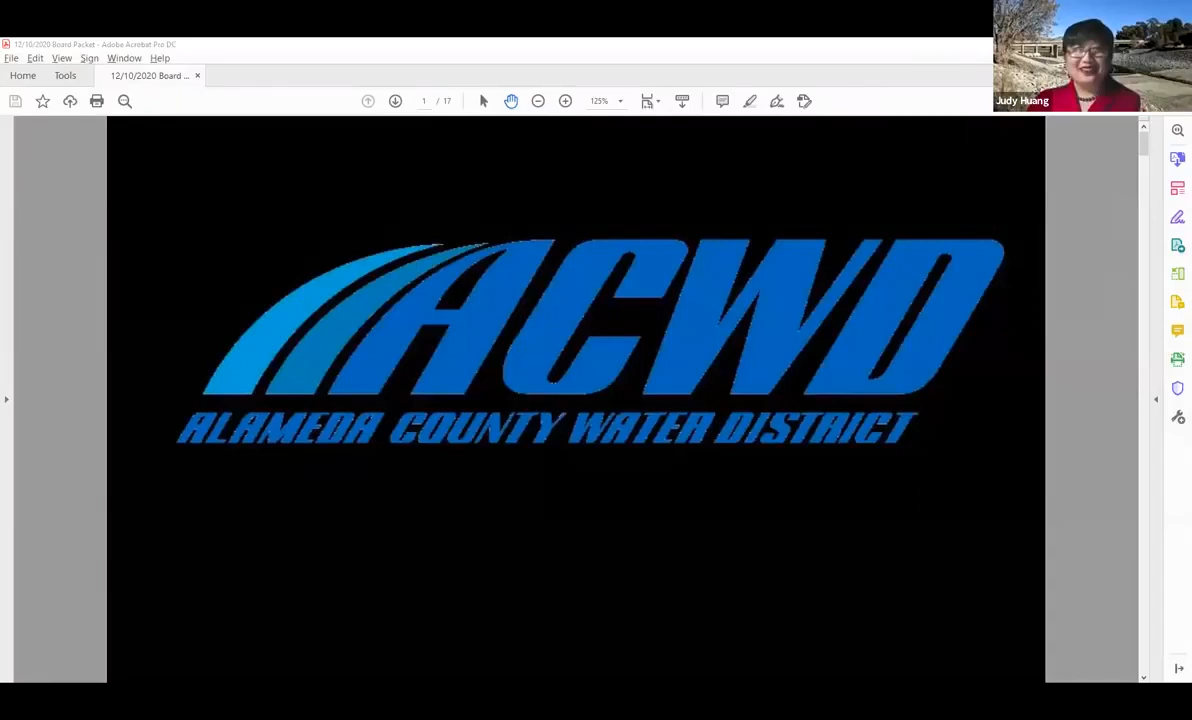 12/10/2020 Board Packet - Adobe Acrobat Pro DC
File Edit View Sign Window Help
Home Tools 12/10/2020 Board ... ×
1 / 17 125%
Judy Huang
ACWD
ALAMEDA COUNTY WATER DISTRICT